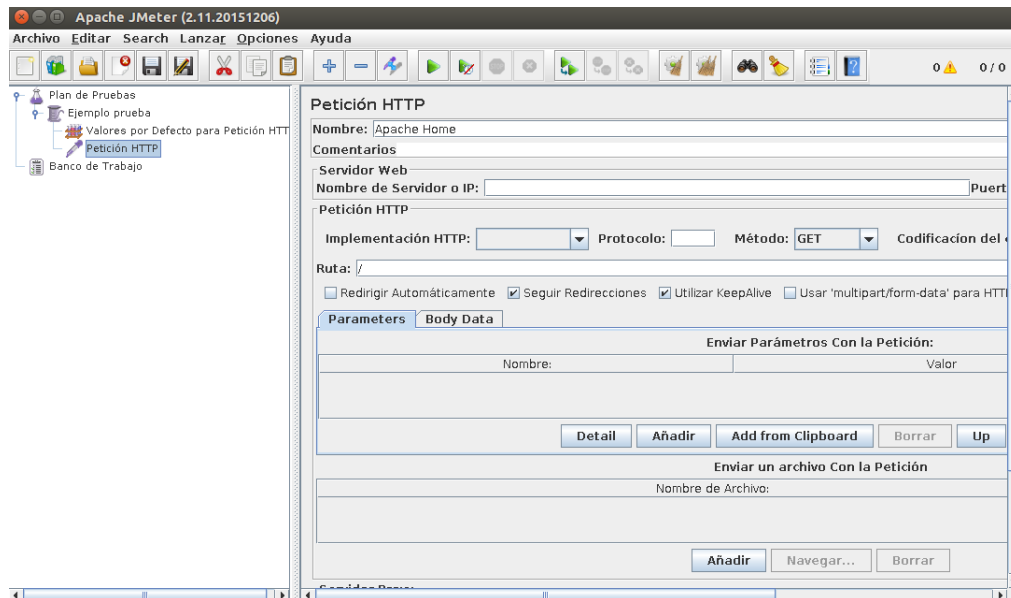 Apache JMeter (2.11.20151206)
Archivo Editar Search Lanzar Opciones Ayuda
0 0 / 0
Plan de Pruebas
Ejemplo prueba
Valores por Defecto para Petición HTT
Petición HTTP
Banco de Trabajo
Petición HTTP
Nombre: Apache Home
Comentarios
Servidor Web
Nombre de Servidor o IP: Puert
Petición HTTP
Implementación HTTP: Protocolo: Método: GET Codificacíon del
Ruta: /
Redirigir Automáticamente Seguir Redirecciones Utilizar KeepAlive Usar 'multipart/form-data' para HTT
Parameters Body Data
Enviar Parámetros Con la Petición:
Nombre: Valor
Detail Añadir Add from Clipboard Borrar Up
Enviar un archivo Con la Petición
Nombre de Archivo:
Añadir Navegar... Borrar